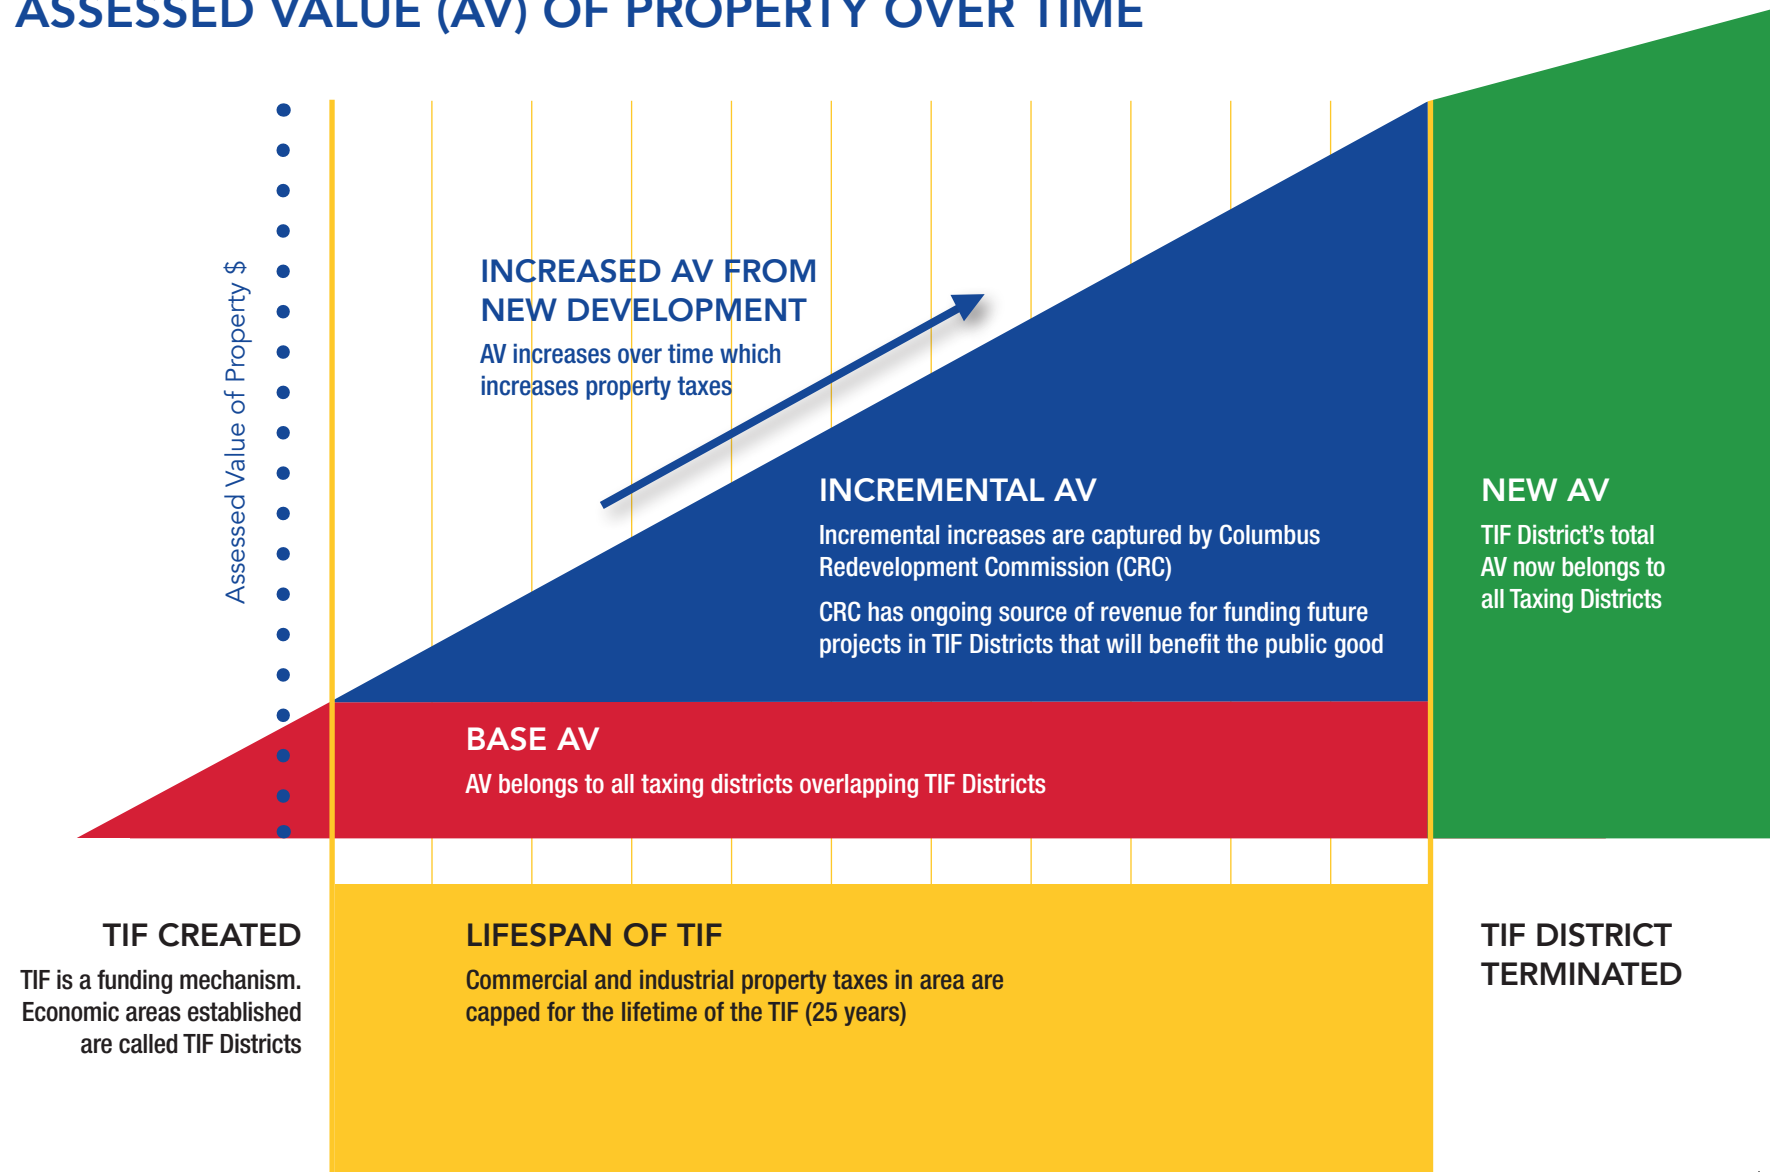 ASSESSED VALUE (AV) OF PROPERTY OVER TIME
Assessed Value of Property $
INCREASED AV FROM
NEW DEVELOPMENT
AV increases over time which
increases property taxes
INCREMENTAL AV
Incremental increases are captured by Columbus
Redevelopment Commission (CRC)
CRC has ongoing source of revenue for funding future
projects in TIF Districts that will benefit the public good
NEW AV
TIF District’s total
AV now belongs to
all Taxing Districts
BASE AV
AV belongs to all taxing districts overlapping TIF Districts
TIF CREATED
TIF is a funding mechanism.
Economic areas established
are called TIF Districts
LIFESPAN OF TIF
Commercial and industrial property taxes in area are
capped for the lifetime of the TIF (25 years)
TIF DISTRICT
TERMINATED